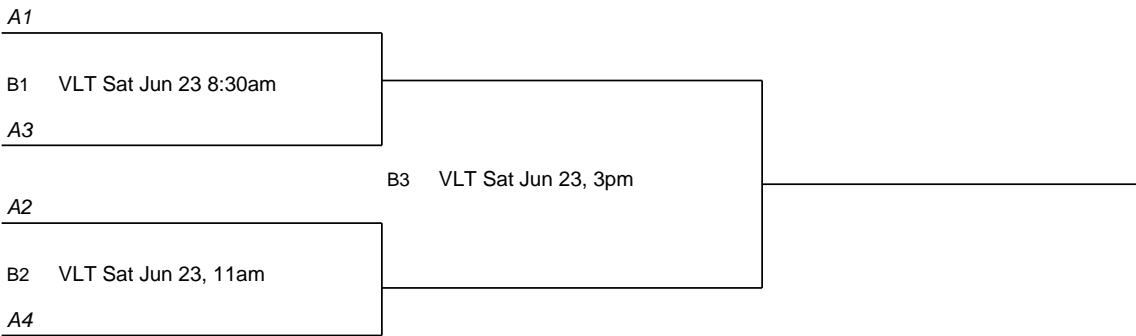 A1
B1 VLT Sat Jun 23 8:30am
A3
B3 VLT Sat Jun 23, 3pm
A2
B2 VLT Sat Jun 23, 11am
A4